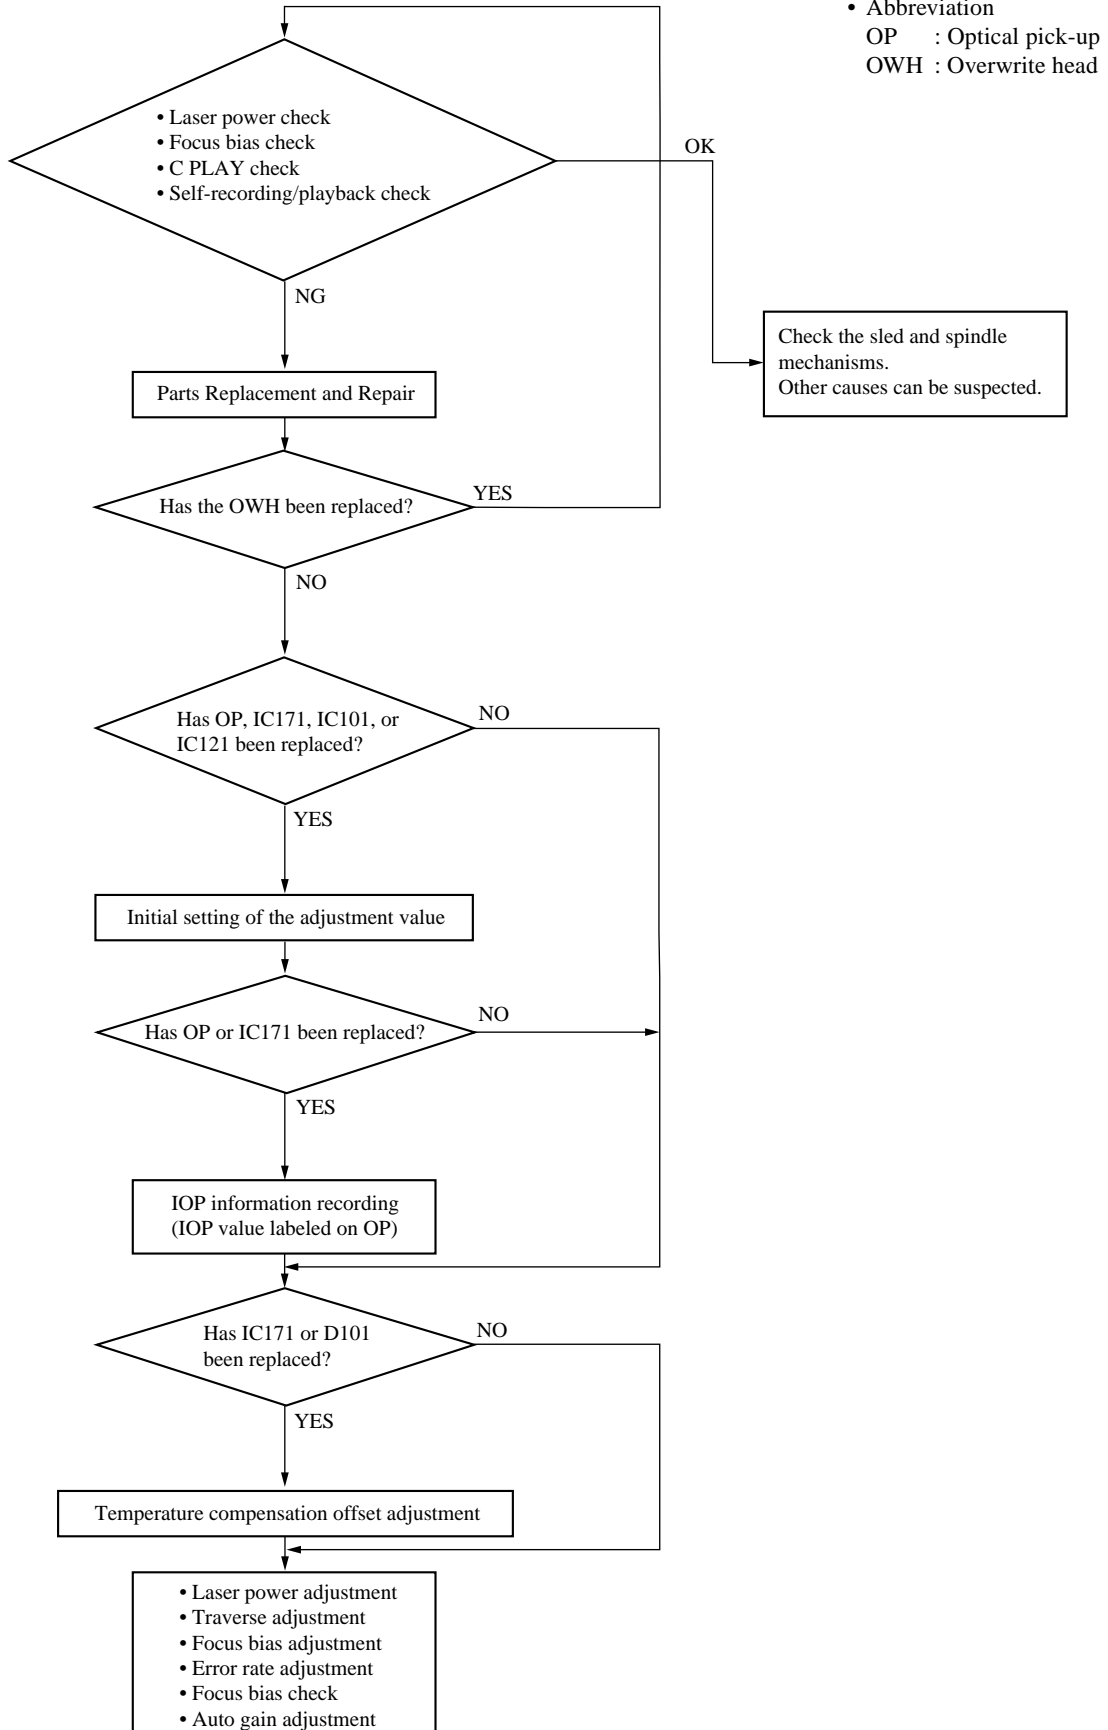 • Abbreviation
OP : Optical pick-up
OWH : Overwrite head
• Laser power check
• Focus bias check
• C PLAY check
• Self-recording/playback check
OK
NG
Check the sled and spindle
mechanisms.
Other causes can be suspected.
Parts Replacement and Repair
Has the OWH been replaced?
YES
NO
Has OP, IC171, IC101, or
IC121 been replaced?
NO
YES
Initial setting of the adjustment value
Has OP or IC171 been replaced?
NO
YES
IOP information recording
(IOP value labeled on OP)
Has IC171 or D101
been replaced?
NO
YES
Temperature compensation offset adjustment
• Laser power adjustment
• Traverse adjustment
• Focus bias adjustment
• Error rate adjustment
• Focus bias check
• Auto gain adjustment